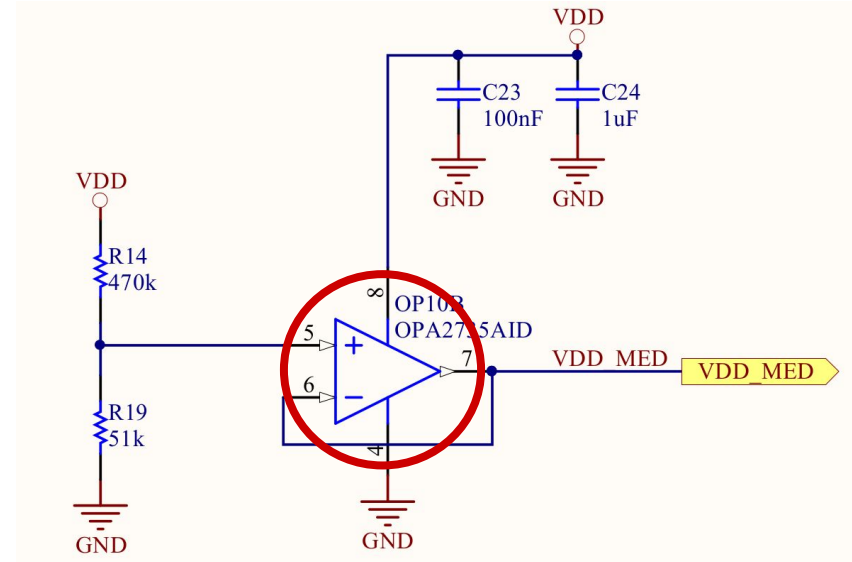 VDD
C23
100nF
C24
1uF
GND
GND
VDD
R14
470k
8
OP10B
OPA2735AID
5
+
7
VDD_MED
VDD_MED
6
−
R19
51k
4
GND
GND